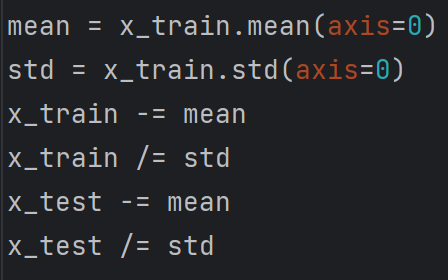 mean = x_train.mean(axis=0)
std = x_train.std(axis=0)
x_train -= mean
x_train /= std
x_test -= mean
x_test /= std